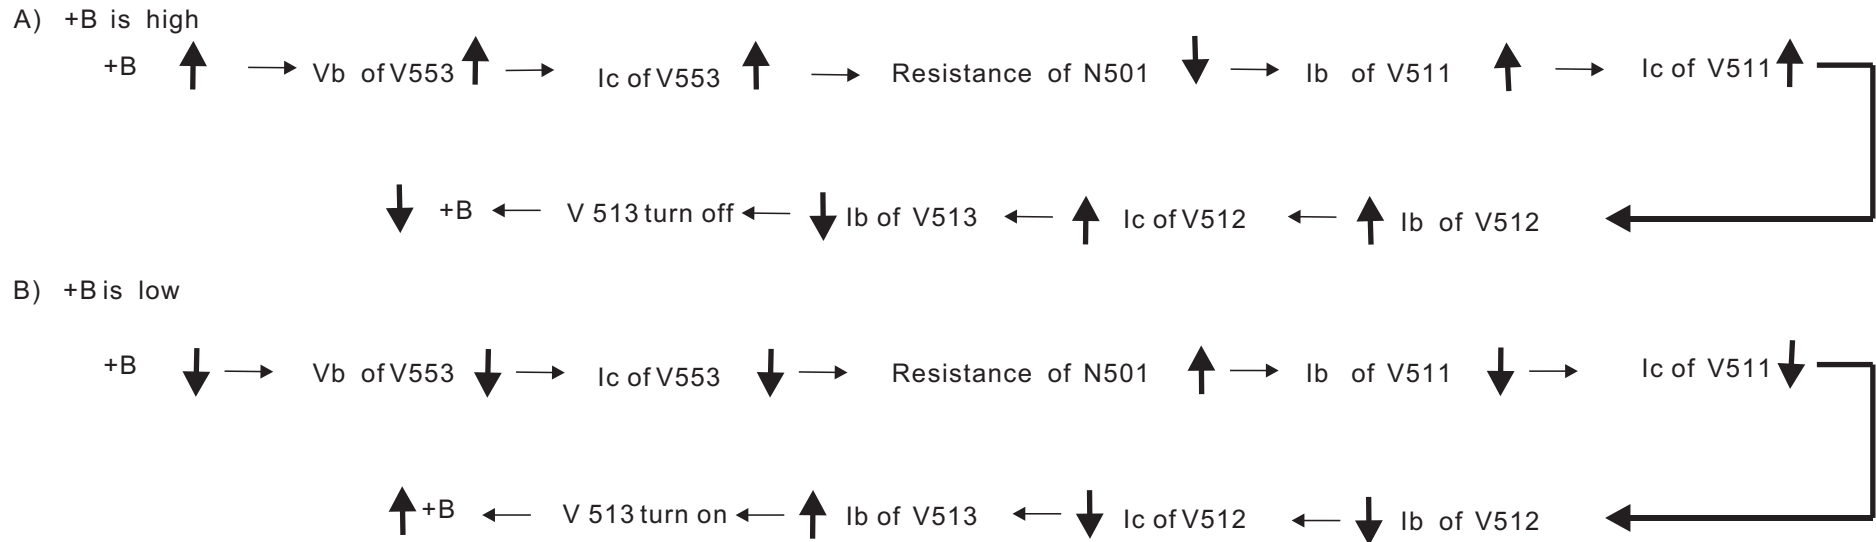 A) +B is high
+B Vb of V553 Ic of V553 Resistance of N501 Ib of V511 Ic of V511
+B V 513 turn off Ib of V513 Ic of V512 Ib of V512
B) +B is low
+B Vb of V553 Ic of V553 Resistance of N501 Ib of V511 Ic of V511
+B V 513 turn on Ib of V513 Ic of V512 Ib of V512